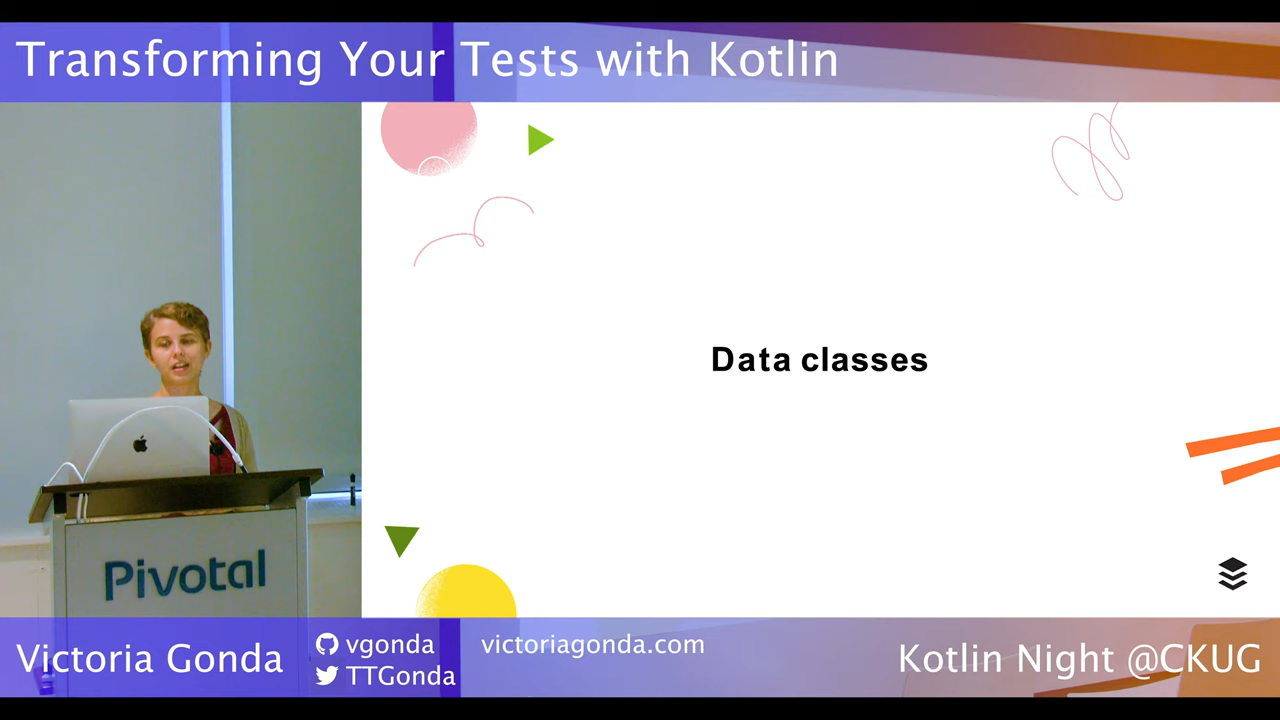 Transforming Your Tests with Kotlin
Data classes
Pivotal
Victoria Gonda
vgonda
TTGonda
victoriagonda.com
Kotlin Night @CKUG